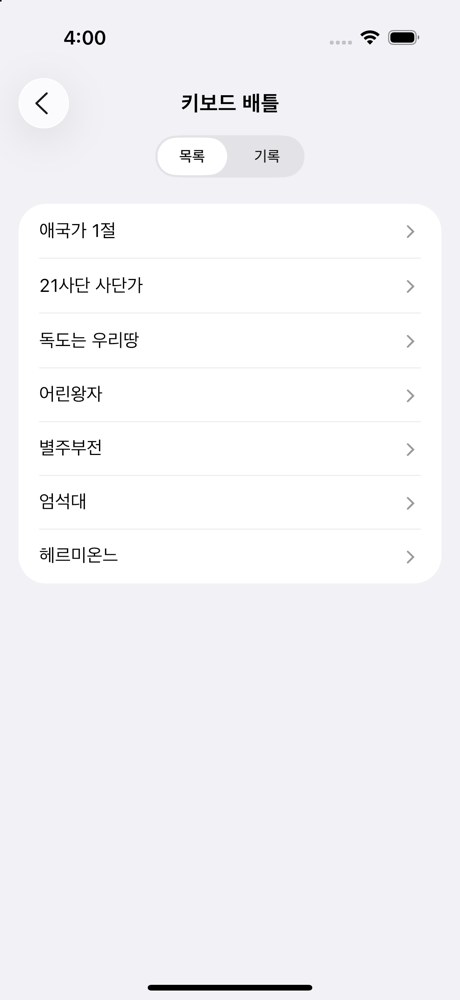 4:00
키보드 배틀
목록 기록
애국가 1절
21사단 사단가
독도는 우리땅
어린왕자
별주부전
엄석대
헤르미온느